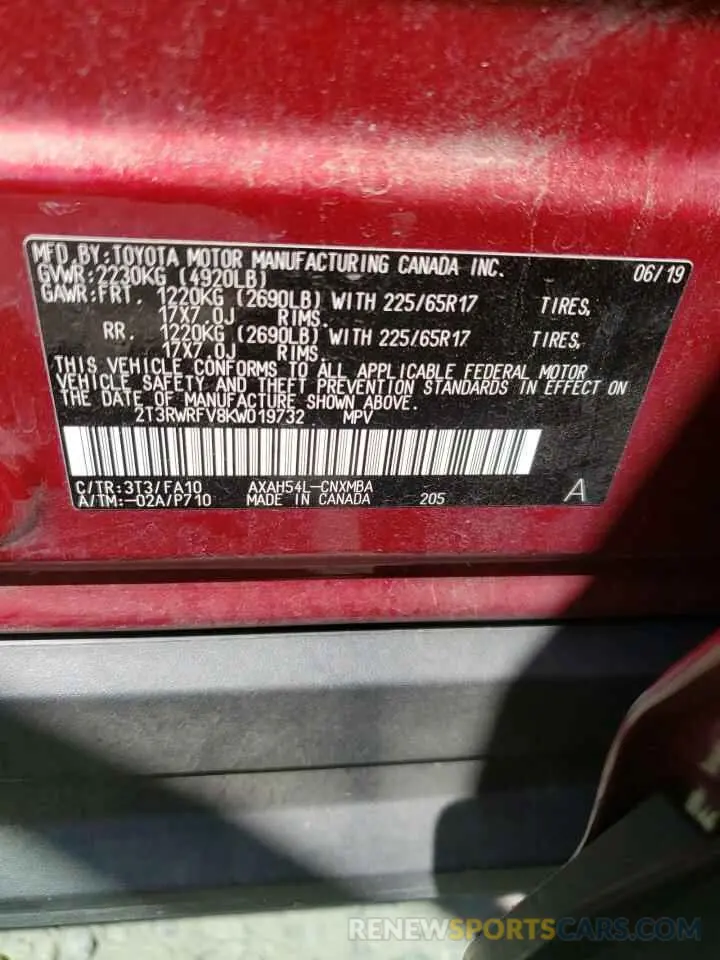 MFD.BY:TOYOTA MOTOR MANUFACTURING CANADA INC. 06/19
GVWR:2230KG (4920LB)
GAWR:FRT. 1220KG (2690LB) WITH 225/65R17 TIRES,
17X7.0J RIMS.
RR. 1220KG (2690LB) WITH 225/65R17 TIRES,
17X7.0J RIMS.
THIS VEHICLE CONFORMS TO ALL APPLICABLE FEDERAL MOTOR
VEHICLE SAFETY AND THEFT PREVENTION STANDARDS IN EFFECT ON
THE DATE OF MANUFACTURE SHOWN ABOVE.
2T3RWRFV8KW019732 MPV
C/TR:3T3/FA10 AXAH54L-CNXMBA
A/TM:-02A/P710 MADE IN CANADA 205 A
RENEWSPORTSCARS.COM